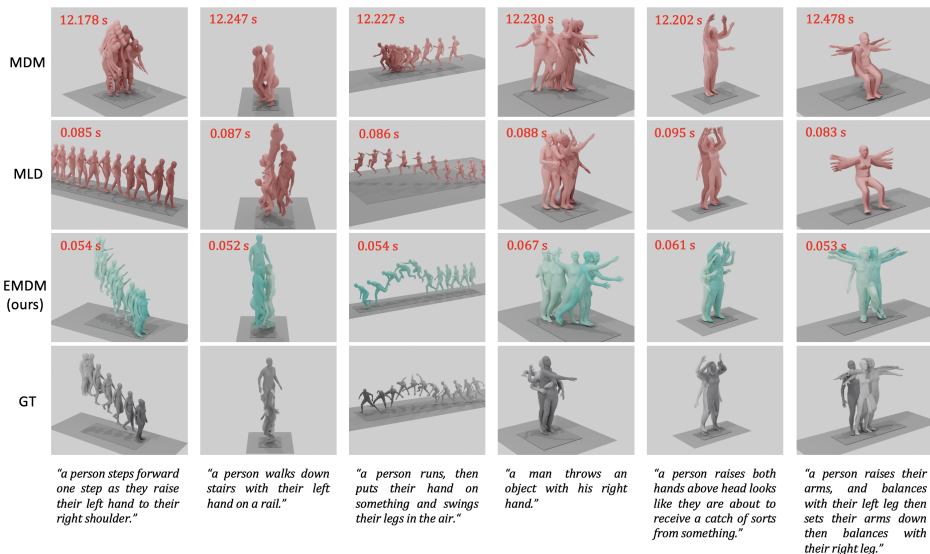 12.178 s 12.247 s 12.227 s 12.230 s 12.202 s 12.478 s
MDM
0.085 s 0.087 s 0.086 s 0.088 s 0.095 s 0.083 s
MLD
0.054 s 0.052 s 0.054 s 0.067 s 0.061 s 0.053 s
EMDM
(ours)
GT
“a person steps forward
one step as they raise
their left hand to their
right shoulder.”
“a person walks down
stairs with their left
hand on a rail.”
“a person runs, then
puts their hand on
something and swings
their legs in the air.“
“a man throws an
object with his right
hand.”
“a person raises both
hands above head looks
like they are about to
receive a catch of sorts
from something.”
“a person raises their
arms, and balances
with their left leg then
sets their arms down
then balances with
their right leg.”